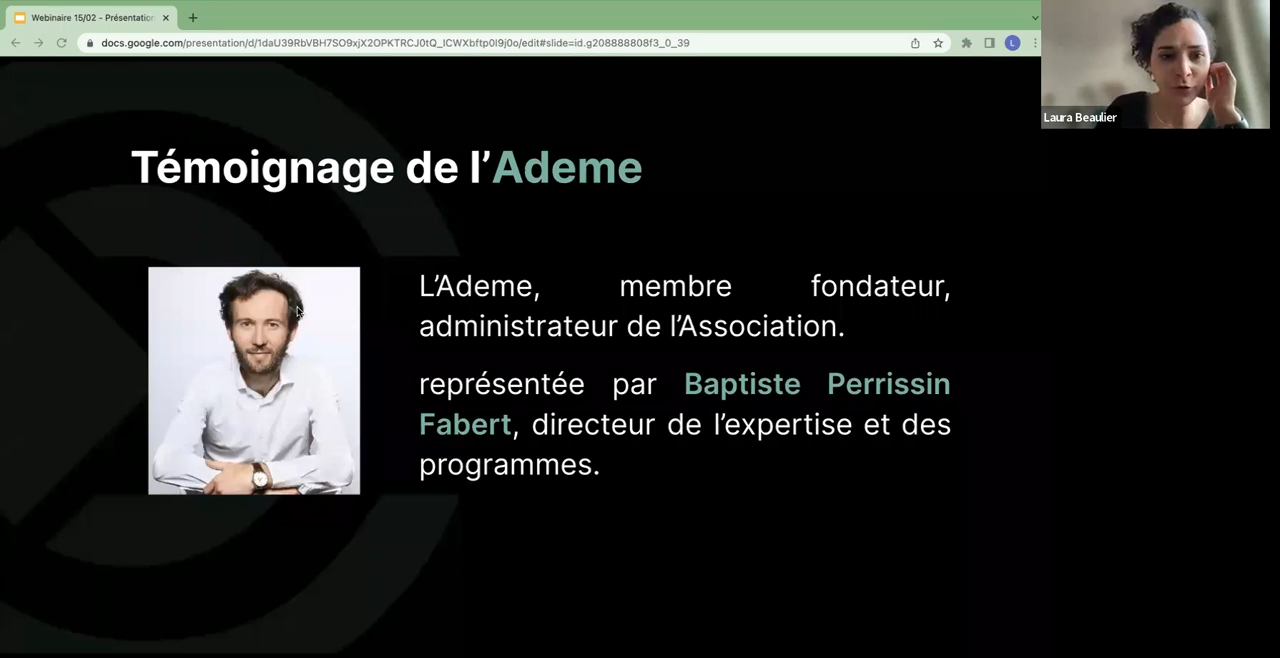 Webinaire 15/02 - Présentation
docs.google.com/presentation/d/1daU39RbVBH7SO9xjX2OPKTRCJ0tQ_ICWXbftp0I9j0o/edit#slide=id.g208888808f3_0_39
L
Laura Beaulier
Témoignage de l’Ademe
L’Ademe, membre fondateur,
administrateur de l’Association.
représentée par Baptiste Perrissin
Fabert, directeur de l’expertise et des
programmes.